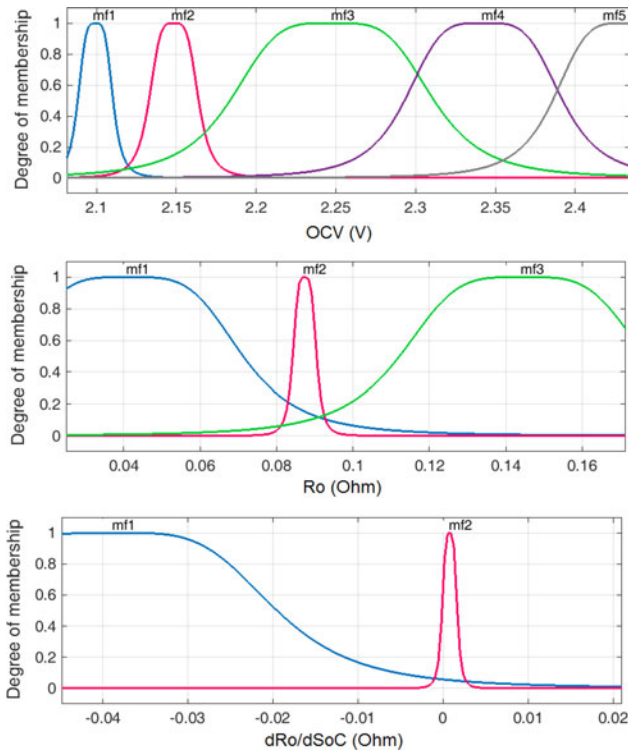 mf1 mf2 mf3 mf4 mf5
Degree of membership
1
0.8
0.6
0.4
0.2
0
2.1 2.15 2.2 2.25 2.3 2.35 2.4
OCV (V)
mf1 mf2 mf3
Degree of membership
1
0.8
0.6
0.4
0.2
0
0.04 0.06 0.08 0.1 0.12 0.14 0.16
Ro (Ohm)
mf1 mf2
Degree of membership
1
0.8
0.6
0.4
0.2
0
-0.04 -0.03 -0.02 -0.01 0 0.01 0.02
dRo/dSoC (Ohm)